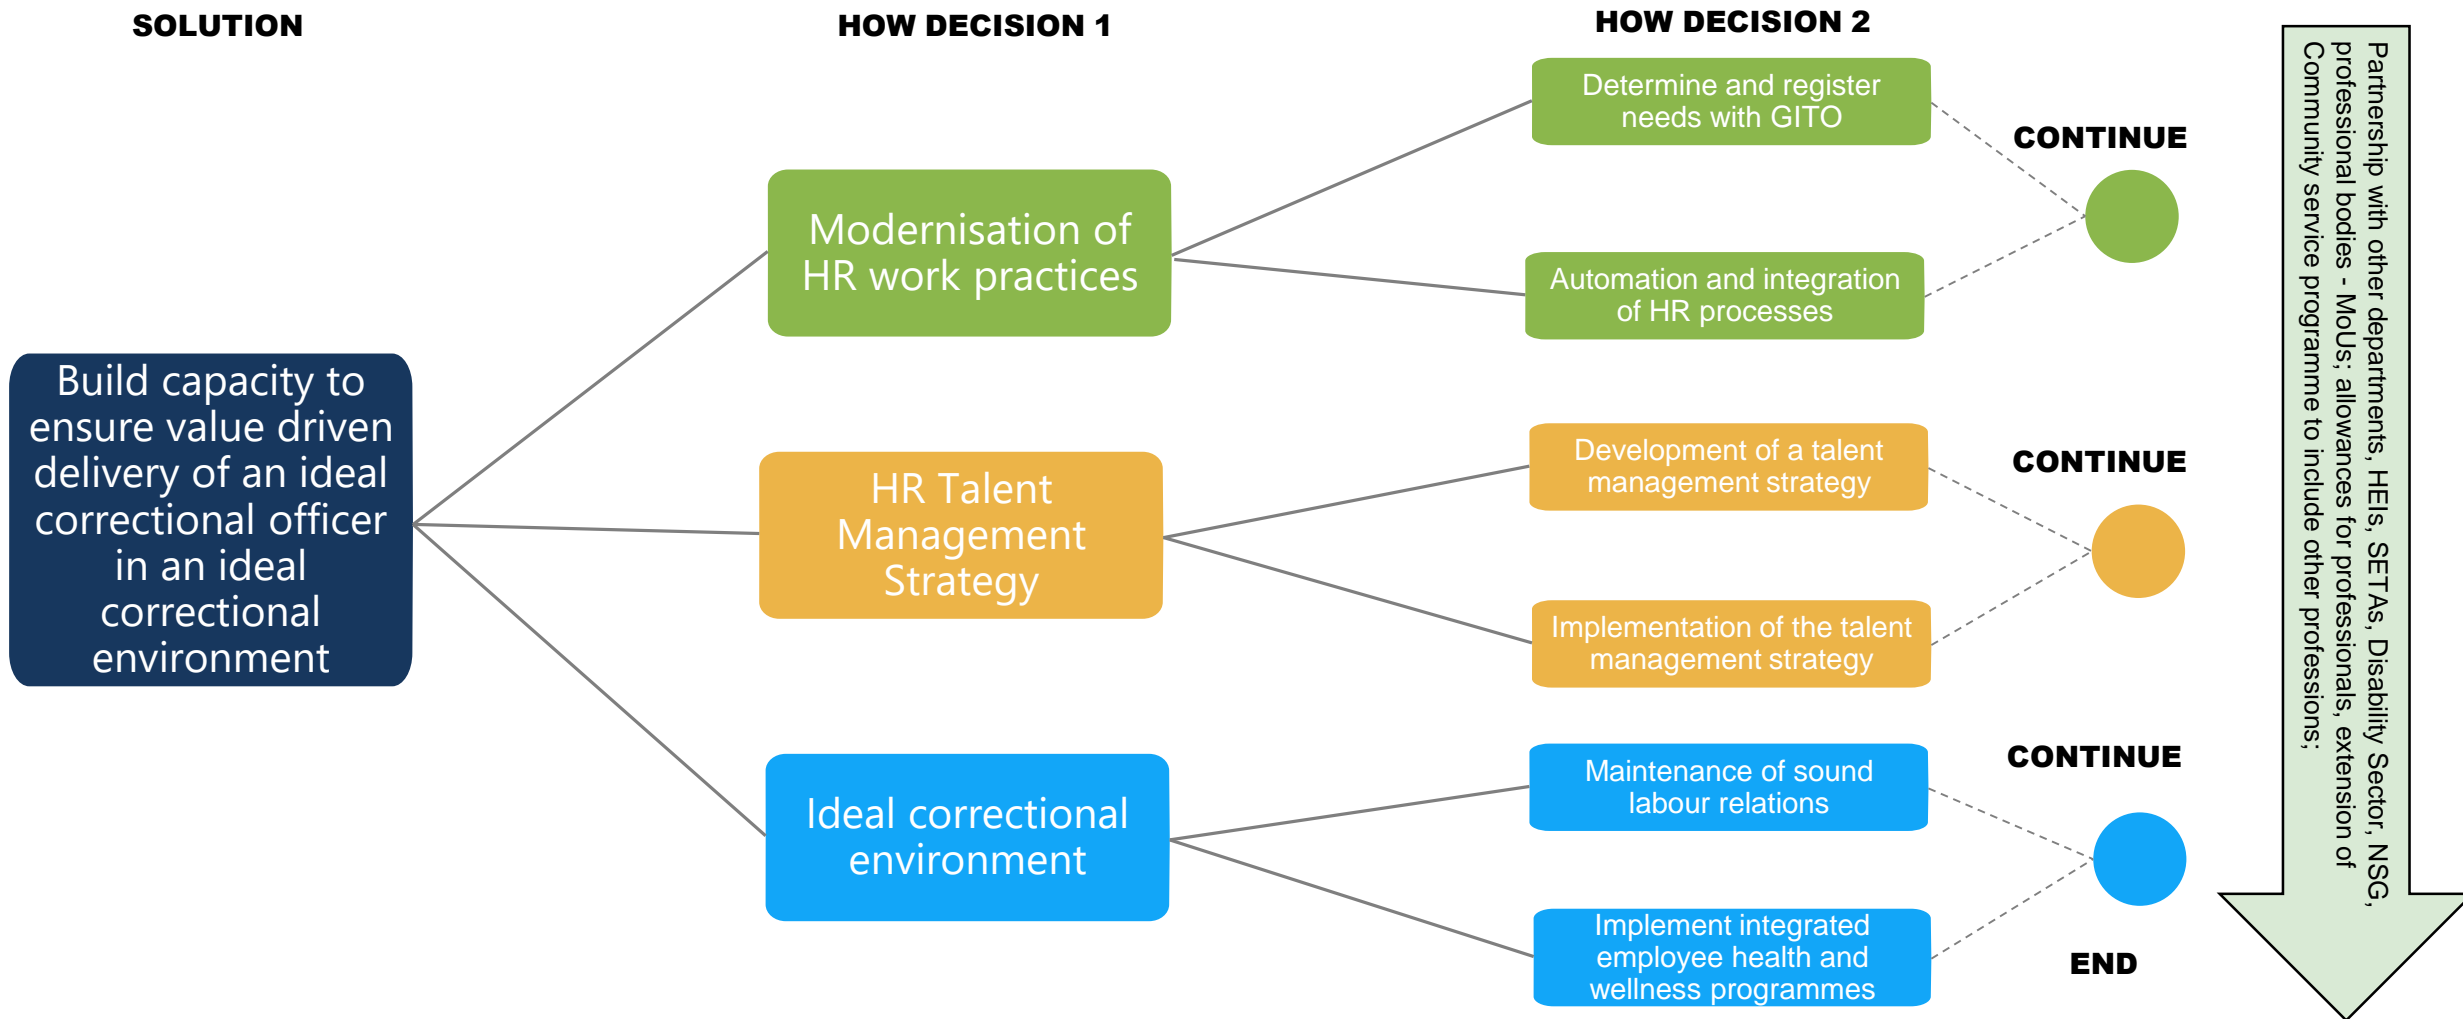 SOLUTION
HOW DECISION 1
HOW DECISION 2
Build capacity to
ensure value driven
delivery of an ideal
correctional officer
in an ideal
correctional
environment
Modernisation of
HR work practices
HR Talent
Management
Strategy
Ideal correctional
environment
Determine and register
needs with GITO
Automation and integration
of HR processes
CONTINUE
Development of a talent
management strategy
Implementation of the talent
management strategy
CONTINUE
Maintenance of sound
labour relations
Implement integrated
employee health and
wellness programmes
CONTINUE
END
Partnership with other departments, HEIs, SETAs, Disability Sector, NSG,
professional bodies - MoUs; allowances for professionals, extension of
Community service programme to include other professions;